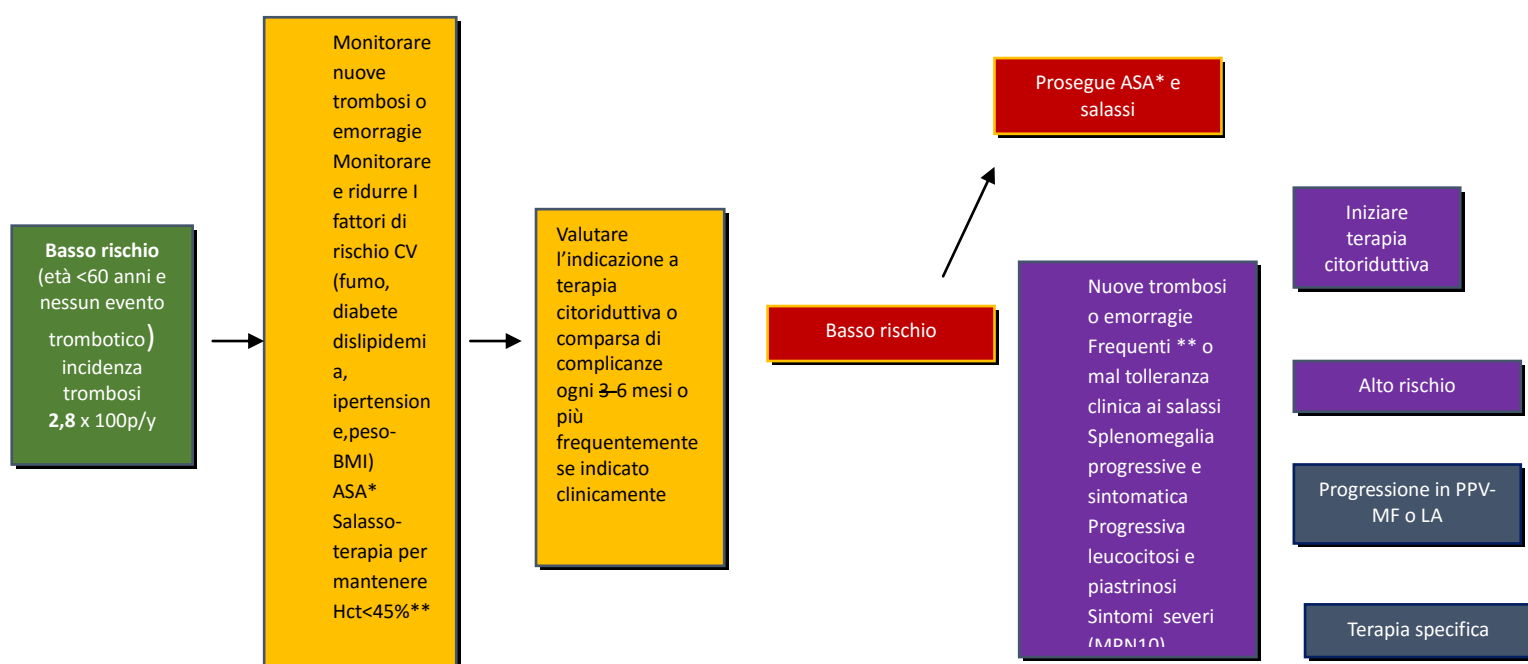 Basso rischio
(età <60 anni e
nessun evento
trombotico)
incidenza
trombosi
2,8 x 100p/y
Monitorare
nuove
trombosi o
emorragie
Monitorare
e ridurre I
fattori di
rischio CV
(fumo,
diabete
dislipidemi
a,
ipertension
e,peso-
BMI)
ASA*
Salasso-
terapia per
mantenere
Hct<45%**
Valutare
l’indicazione a
terapia
citoriduttiva o
comparsa di
complicanze
ogni 3-6 mesi o
più
frequentemente
se indicato
clinicamente
Basso rischio
Prosegue ASA* e
salassi
Nuove trombosi
o emorragie
Frequenti ** o
mal tolleranza
clinica ai salassi
Splenomegalia
progressive e
sintomatica
Progressiva
leucocitosi e
piastrinosi
Sintomi severi
(MPN10)
Iniziare
terapia
citoriduttiva
Alto rischio
Progressione in PPV-
MF o LA
Terapia specifica